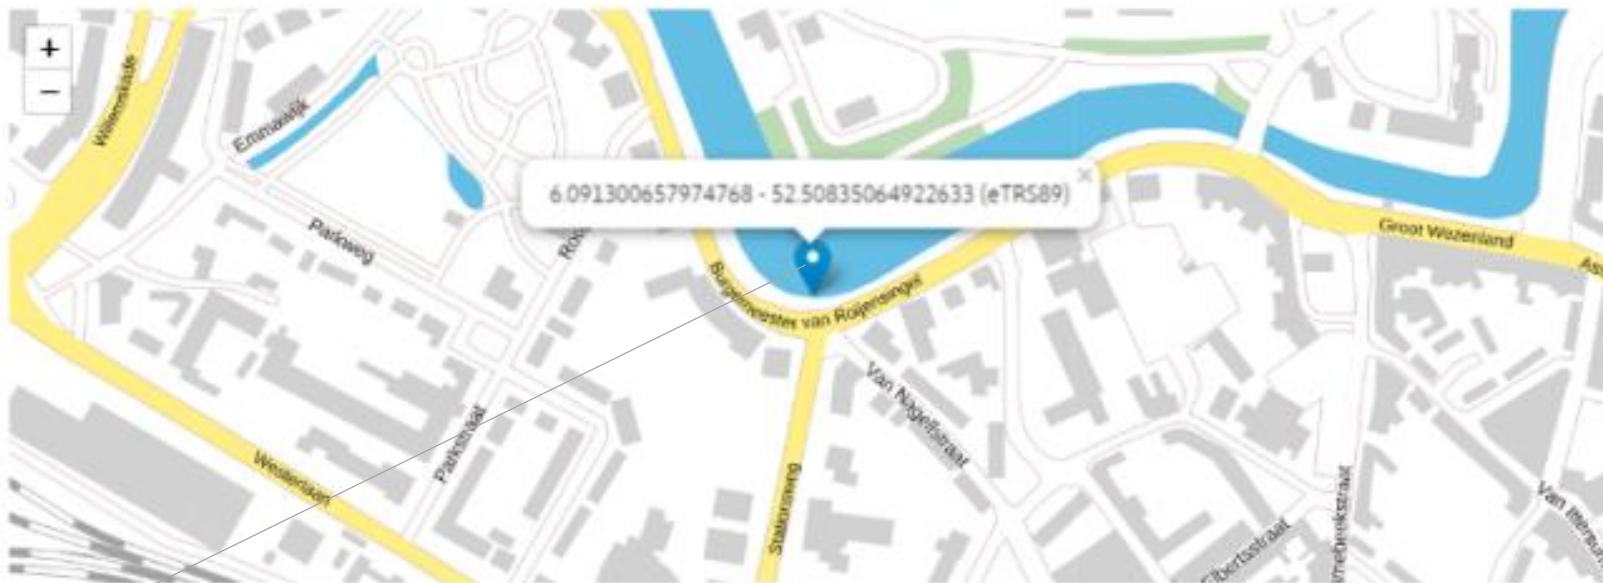 +
−
Willemskade
Emmawijk
6.091300657974768 - 52.50835064922633 (eTRS89)
×
Parkweg
Groot Wezenland
Burgemeester van Roijensingel
Van Nagellstraat
Parkstraat
Westerlaan
Stationsweg